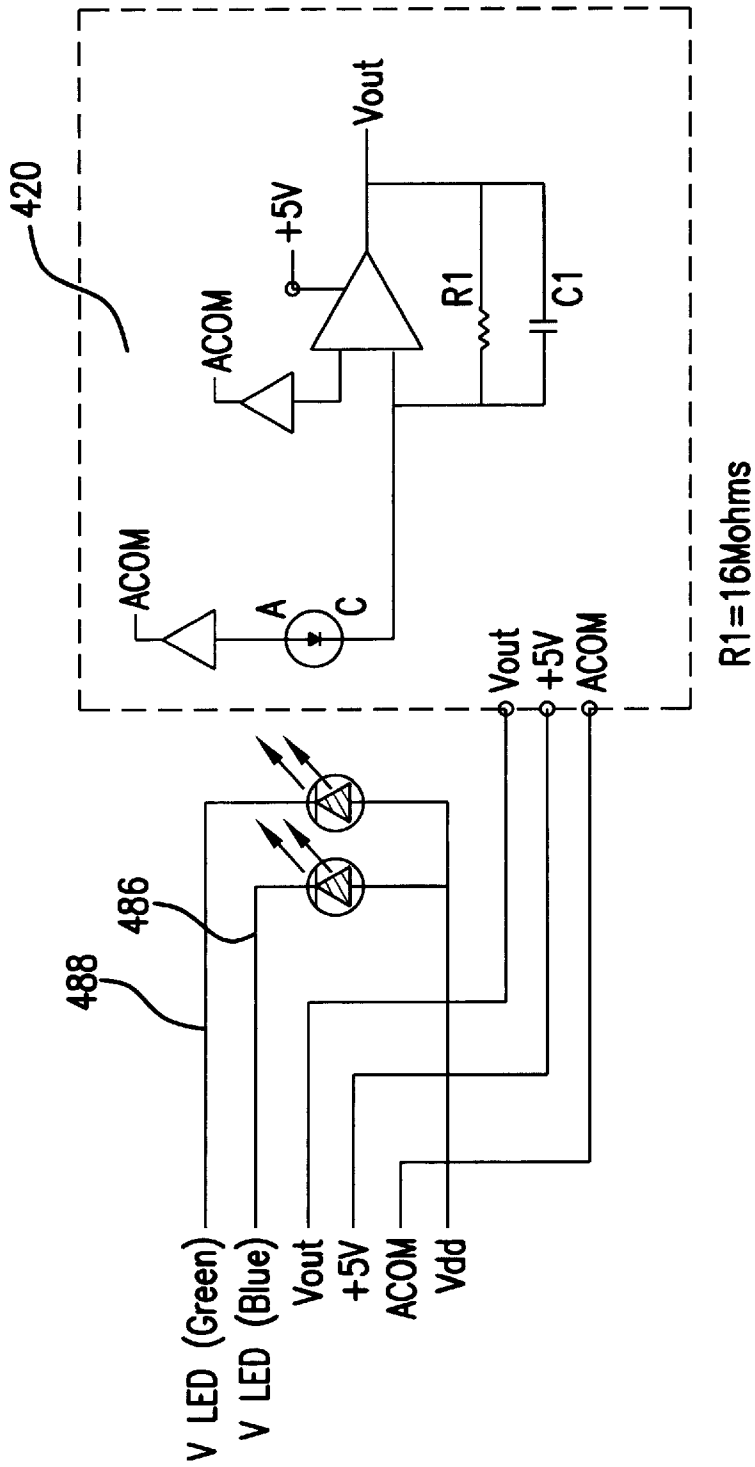 420
ACOM
ACOM
+5V
Vout
A
C
R1
C1
Vout
+5V
ACOM
R1=16Mohms
488
486
V LED (Green)
V LED (Blue)
Vout
+5V
ACOM
Vdd